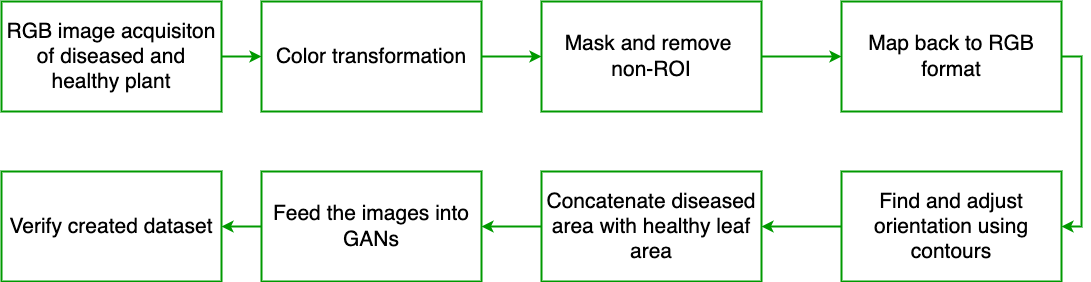 RGB image acquisiton
of diseased and
healthy plant
Color transformation
Mask and remove
non-ROI
Map back to RGB
format
Find and adjust
orientation using
contours
Concatenate diseased
area with healthy leaf
area
Feed the images into
GANs
Verify created dataset